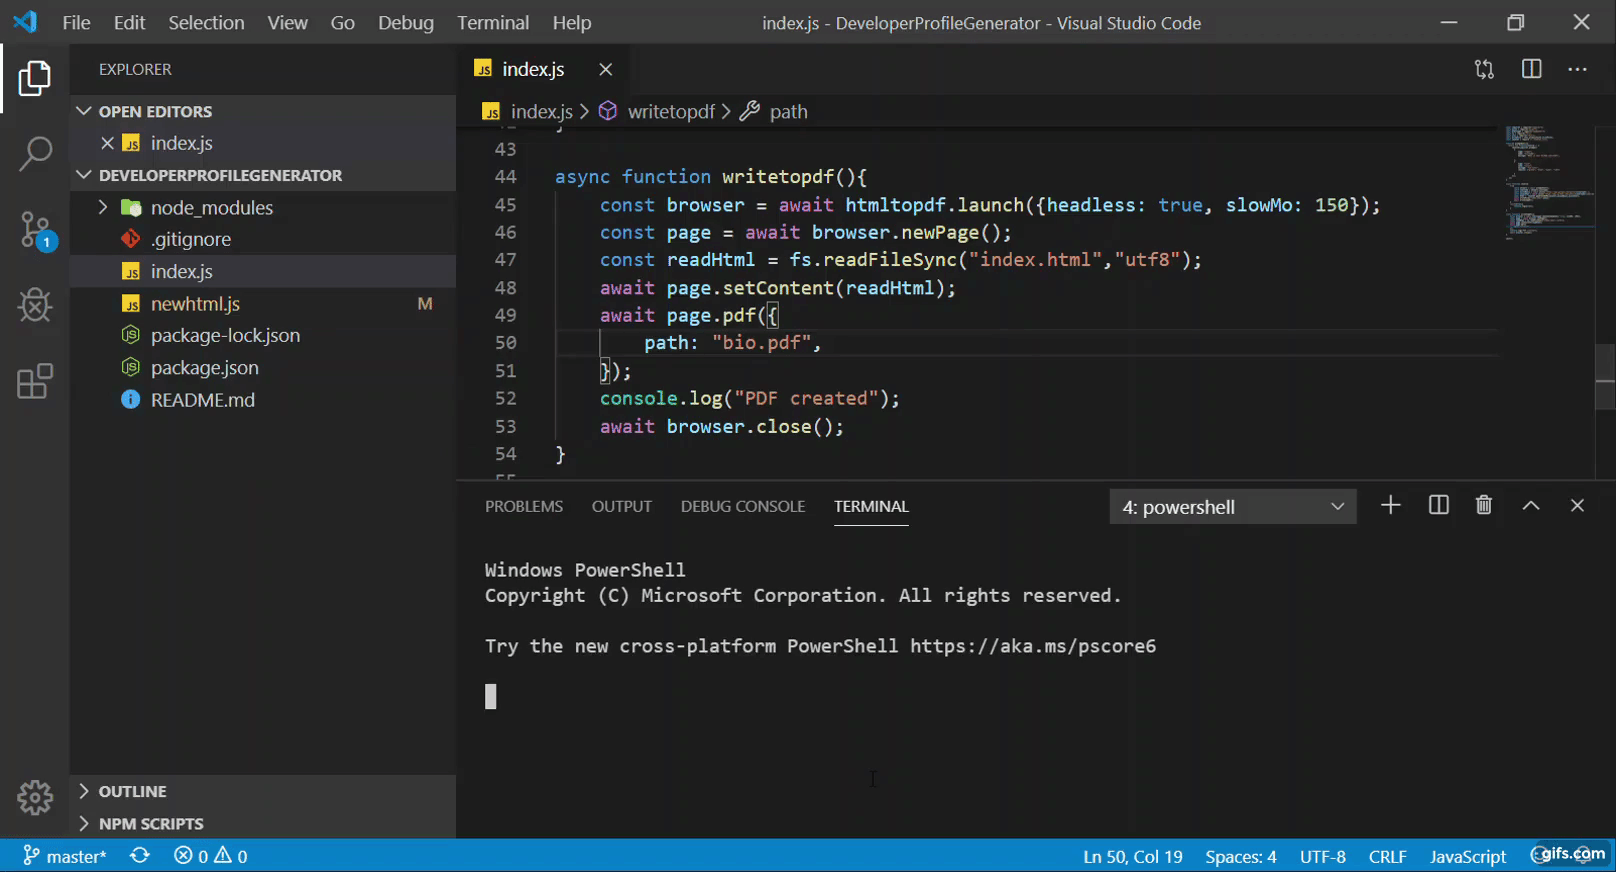 File Edit Selection View Go Debug Terminal Help
index.js - DeveloperProfileGenerator - Visual Studio Code
EXPLORER
OPEN EDITORS
index.js
DEVELOPERPROFILEGENERATOR
node_modules
.gitignore
index.js
newhtml.js M
package-lock.json
package.json
README.md
OUTLINE
NPM SCRIPTS
1
JS index.js
JS index.js > writetopdf > path
43
44 async function writetopdf(){
45 const browser = await htmltopdf.launch({headless: true, slowMo: 150});
46 const page = await browser.newPage();
47 const readHtml = fs.readFileSync("index.html","utf8");
48 await page.setContent(readHtml);
49 await page.pdf({
50 path: "bio.pdf",
51 });
52 console.log("PDF created");
53 await browser.close();
54 }
PROBLEMS OUTPUT DEBUG CONSOLE TERMINAL 4: powershell
Windows PowerShell
Copyright (C) Microsoft Corporation. All rights reserved.
Try the new cross-platform PowerShell https://aka.ms/pscore6
master* 0 0 Ln 50, Col 19 Spaces: 4 UTF-8 CRLF JavaScript gifs.com